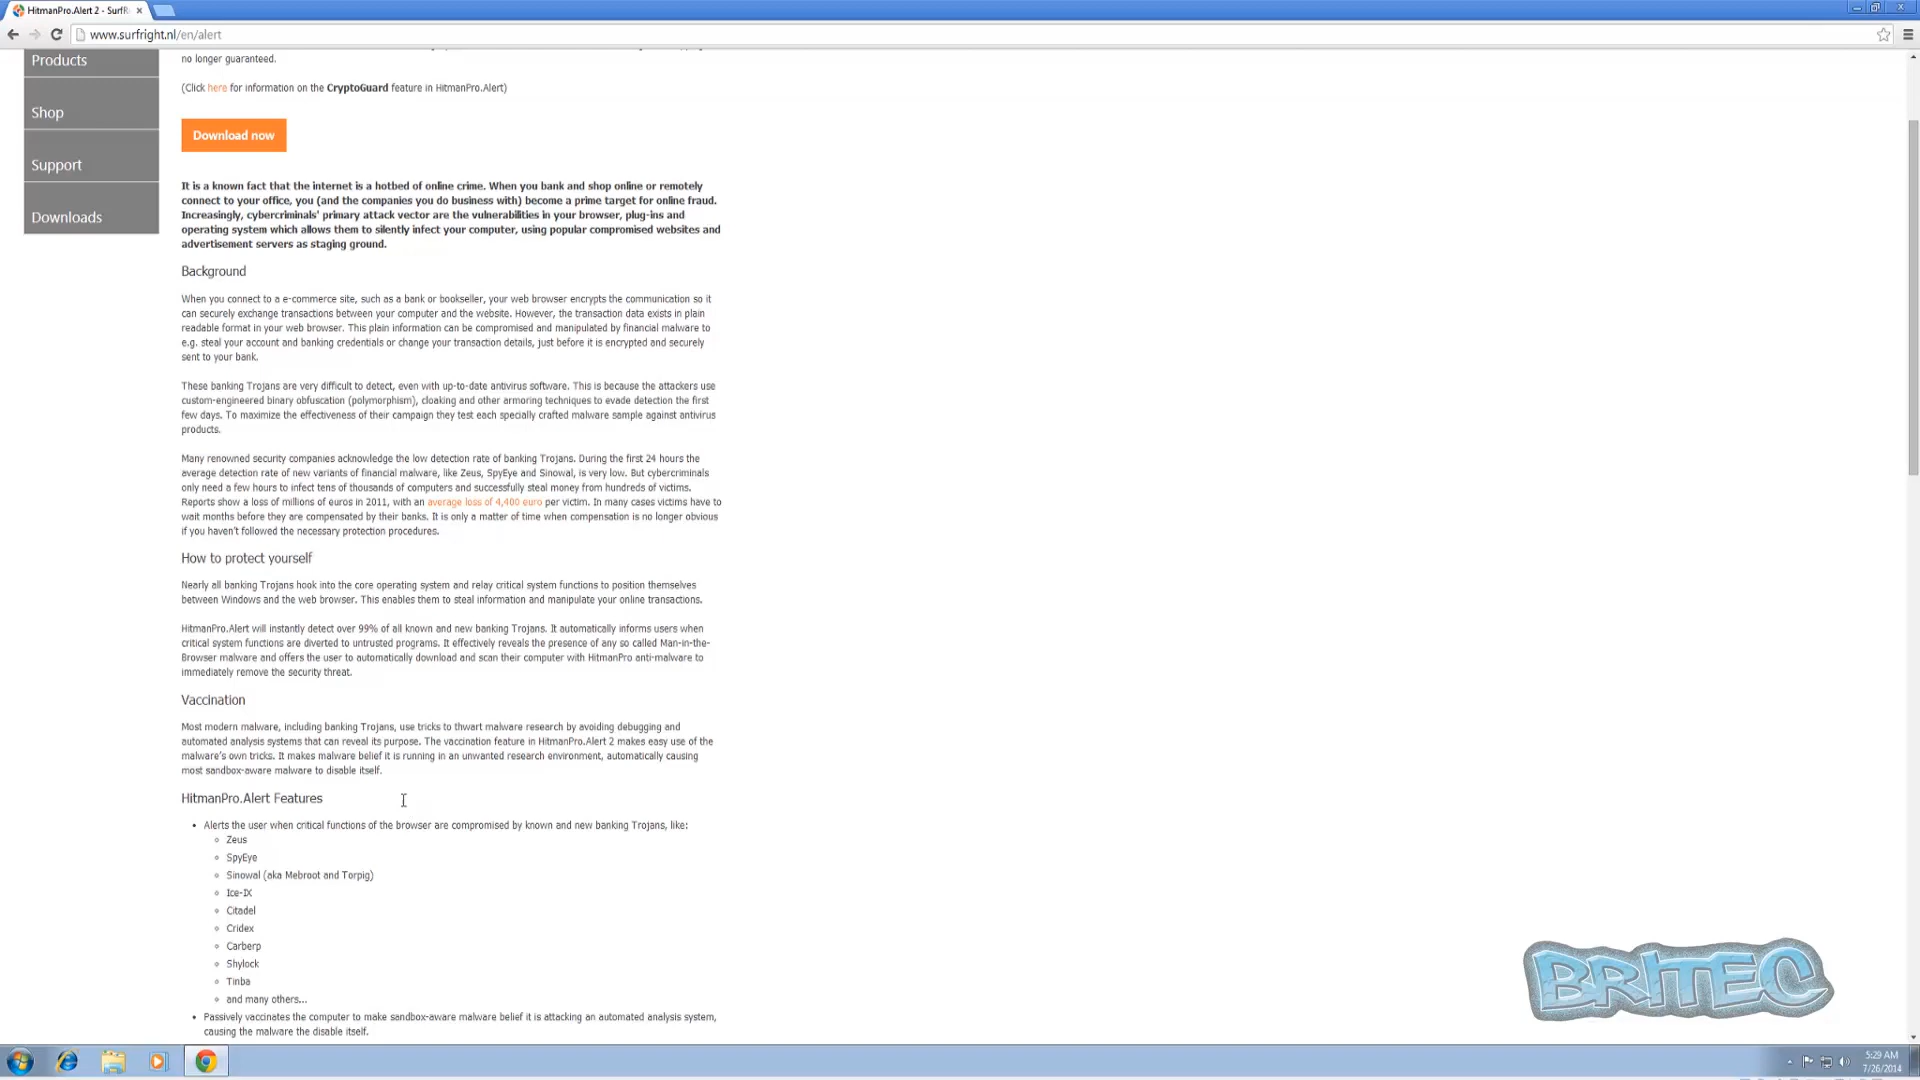 HitmanPro.Alert 2 - SurfR
www.surfright.nl/en/alert
Products
Shop
Support
Downloads
no longer guaranteed.
(Click here for information on the CryptoGuard feature in HitmanPro.Alert)
Download now
It is a known fact that the internet is a hotbed of online crime. When you bank and shop online or remotely
connect to your office, you (and the companies you do business with) become a prime target for online fraud.
Increasingly, cybercriminals' primary attack vector are the vulnerabilities in your browser, plug-ins and
operating system which allows them to silently infect your computer, using popular compromised websites and
advertisement servers as staging ground.
Background
When you connect to a e-commerce site, such as a bank or bookseller, your web browser encrypts the communication so it
can securely exchange transactions between your computer and the website. However, the transaction data exists in plain
readable format in your web browser. This plain information can be compromised and manipulated by financial malware to
e.g. steal your account and banking credentials or change your transaction details, just before it is encrypted and securely
sent to your bank.
These banking Trojans are very difficult to detect, even with up-to-date antivirus software. This is because the attackers use
custom-engineered binary obfuscation (polymorphism), cloaking and other armoring techniques to evade detection the first
few days. To maximize the effectiveness of their campaign they test each specially crafted malware sample against antivirus
products.
Many renowned security companies acknowledge the low detection rate of banking Trojans. During the first 24 hours the
average detection rate of new variants of financial malware, like Zeus, SpyEye and Sinowal, is very low. But cybercriminals
only need a few hours to infect tens of thousands of computers and successfully steal money from hundreds of victims.
Reports show a loss of millions of euros in 2011, with an average loss of 4,400 euro per victim. In many cases victims have to
wait months before they are compensated by their banks. It is only a matter of time when compensation is no longer obvious
if you haven't followed the necessary protection procedures.
How to protect yourself
Nearly all banking Trojans hook into the core operating system and relay critical system functions to position themselves
between Windows and the web browser. This enables them to steal information and manipulate your online transactions.
HitmanPro.Alert will instantly detect over 99% of all known and new banking Trojans. It automatically informs users when
critical system functions are diverted to untrusted programs. It effectively reveals the presence of any so called Man-in-the-
Browser malware and offers the user to automatically download and scan their computer with HitmanPro anti-malware to
immediately remove the security threat.
Vaccination
Most modern malware, including banking Trojans, use tricks to thwart malware research by avoiding debugging and
automated analysis systems that can reveal its purpose. The vaccination feature in HitmanPro.Alert 2 makes easy use of the
malware's own tricks. It makes malware belief it is running in an unwanted research environment, automatically causing
most sandbox-aware malware to disable itself.
HitmanPro.Alert Features
Alerts the user when critical functions of the browser are compromised by known and new banking Trojans, like:
Zeus
SpyEye
Sinowal (aka Mebroot and Torpig)
Ice-IX
Citadel
Cridex
Carberp
Shylock
Tinba
and many others...
Passively vaccinates the computer to make sandbox-aware malware belief it is attacking an automated analysis system,
causing the malware the disable itself.
BRITEC
5:29 AM
7/26/2014